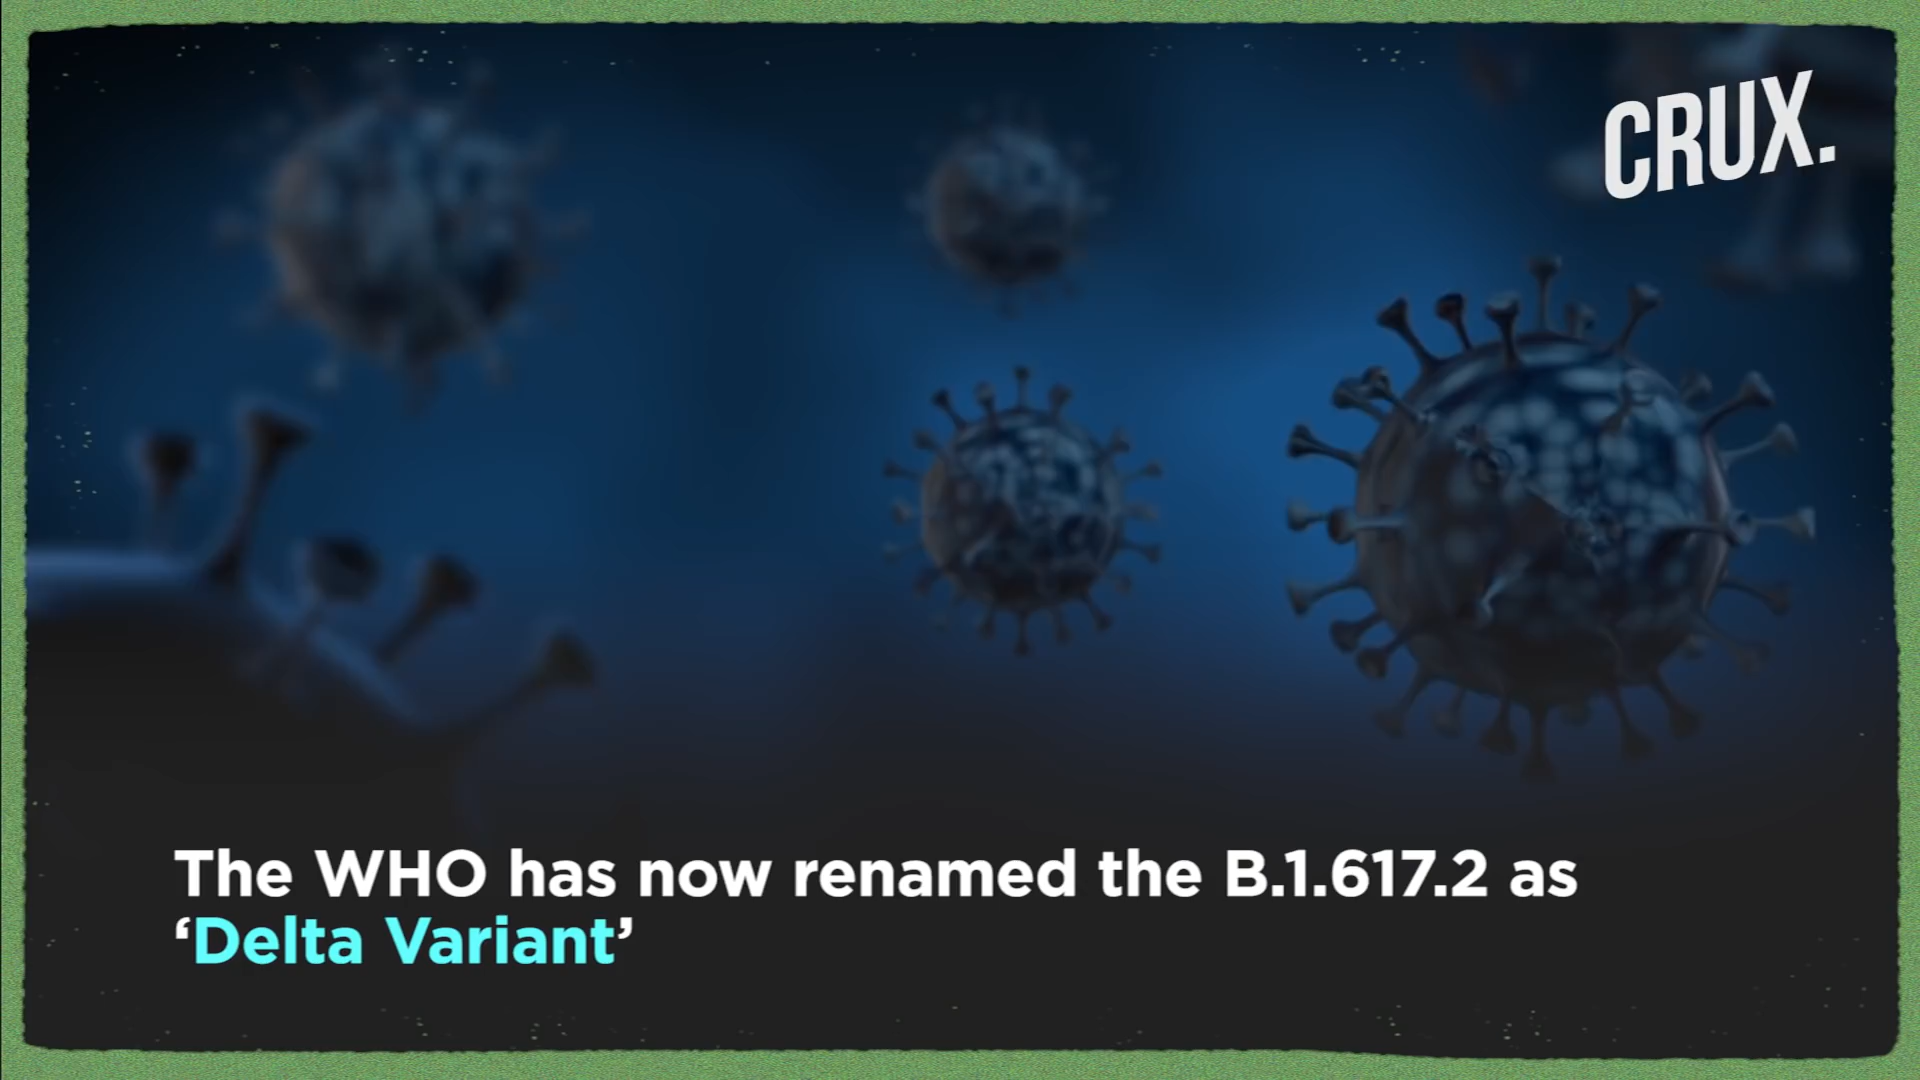 CRUX.
The WHO has now renamed the B.1.617.2 as
‘Delta Variant’